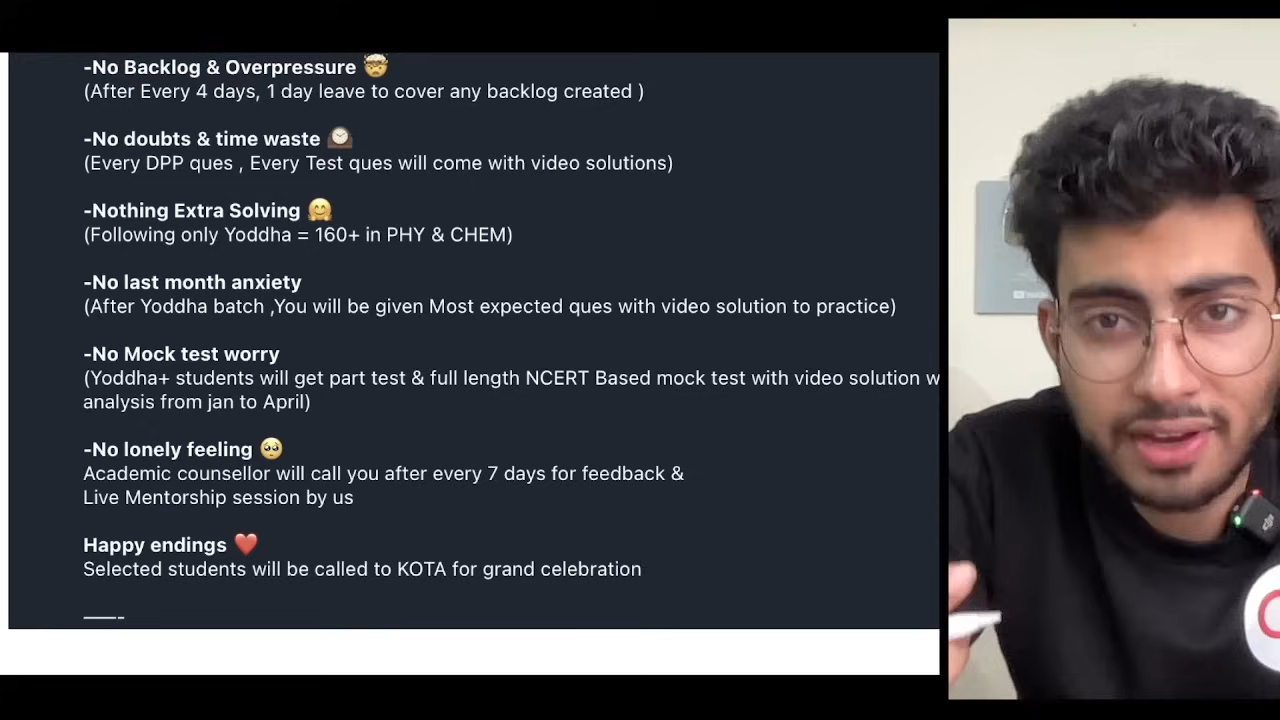 -No Backlog & Overpressure 🤯
(After Every 4 days, 1 day leave to cover any backlog created )
-No doubts & time waste 🕰️
(Every DPP ques , Every Test ques will come with video solutions)
-Nothing Extra Solving 🤗
(Following only Yoddha = 160+ in PHY & CHEM)
-No last month anxiety
(After Yoddha batch ,You will be given Most expected ques with video solution to practice)
-No Mock test worry
(Yoddha+ students will get part test & full length NCERT Based mock test with video solution w
analysis from jan to April)
-No lonely feeling 🥺
Academic counsellor will call you after every 7 days for feedback &
Live Mentorship session by us
Happy endings ❤️
Selected students will be called to KOTA for grand celebration
——-